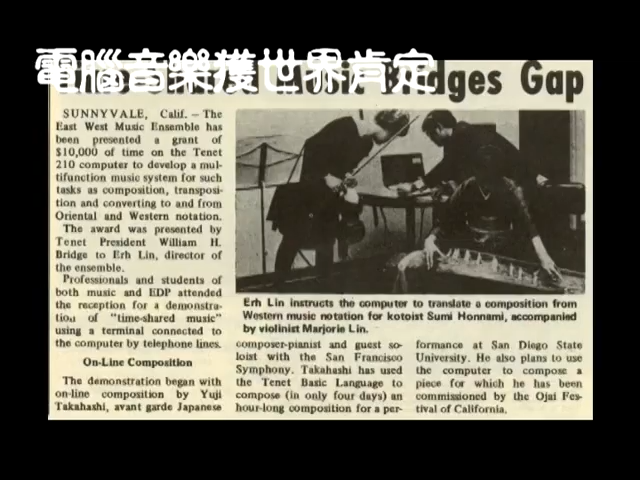 電腦音樂獲世界肯定
Bridges Gap
SUNNYVALE, Calif. – The
East West Music Ensemble has
been presented a grant of
$10,000 of time on the Tenet
210 computer to develop a mul-
tifunction music system for such
tasks as composition, transposi-
tion and converting to and from
Oriental and Western notation.
The award was presented by
Tenet President William H.
Bridge to Erh Lin, director of
the ensemble.
Professionals and students of
both music and EDP attended
the reception for a demonstra-
tion of "time-shared music"
using a terminal connected to
the computer by telephone lines.
On-Line Composition
The demonstration began with
on-line composition by Yuji
Takahashi, avant garde Japanese
Erh Lin instructs the computer to translate a composition from
Western music notation for kotoist Sumi Honnami, accompanied
by violinist Marjorie Lin.
composer-pianist and guest so-
loist with the San Francisco
Symphony. Takahashi has used
the Tenet Basic Language to
compose (in only four days) an
hour-long composition for a per-
formance at San Diego State
University. He also plans to use
the computer to compose a
piece for which he has been
commissioned by the Ojai Fes-
tival of California.